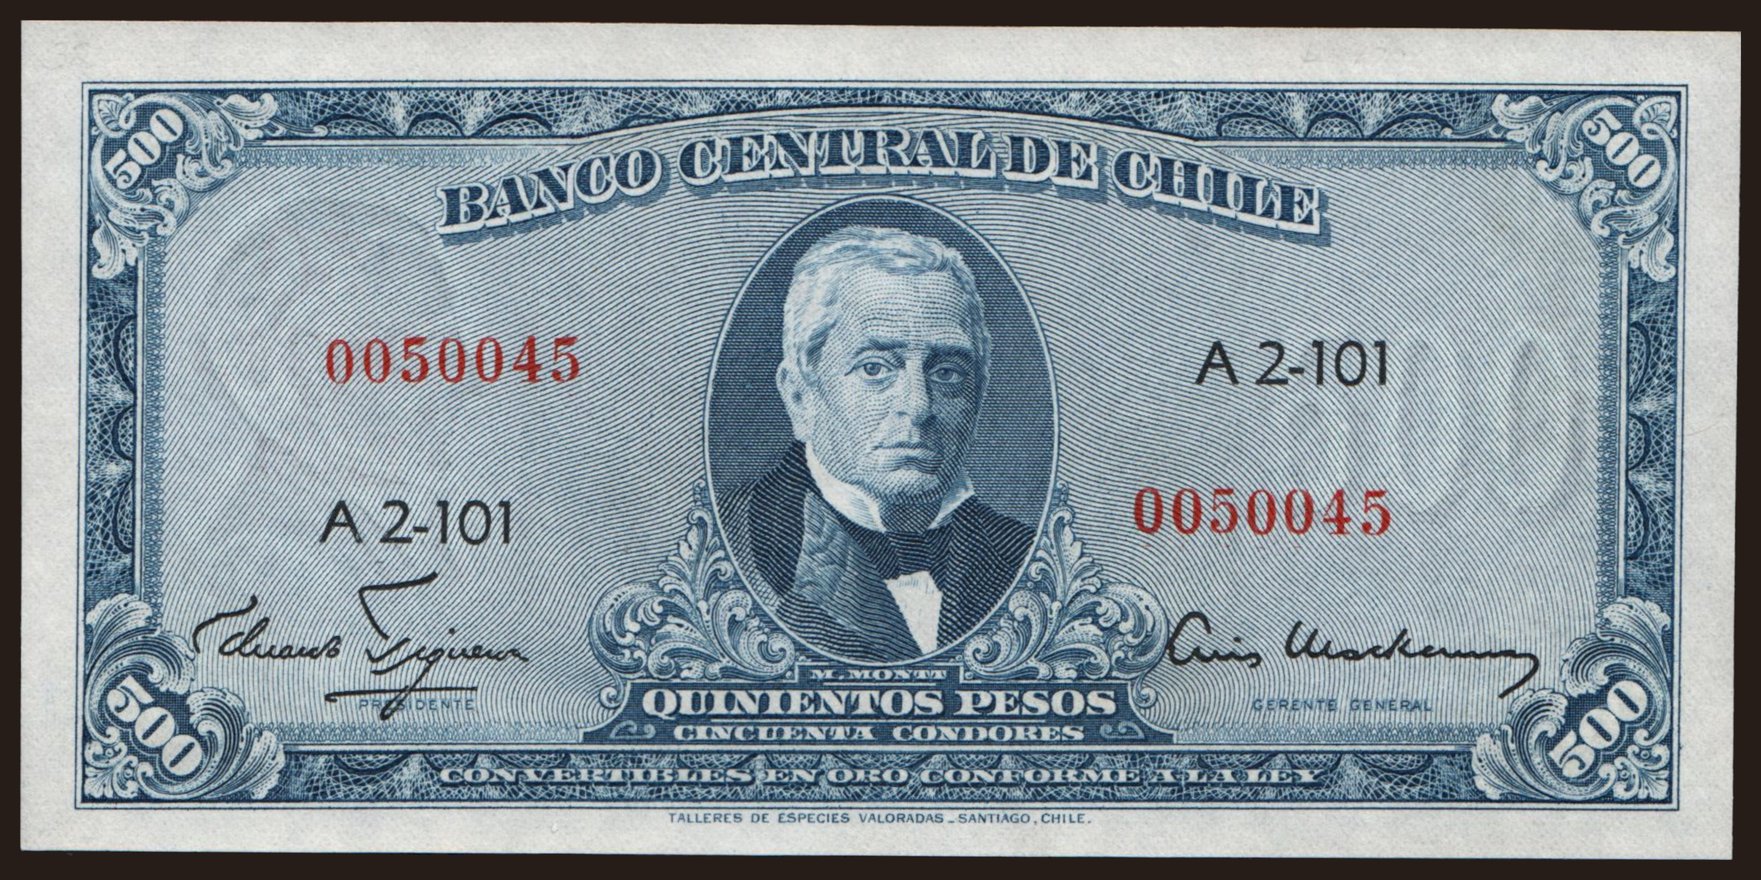 500
500
BANCO CENTRAL DE CHILE
0050045
A 2-101
A 2-101
0050045
M. MONTT
PRESIDENTE
QUINIENTOS PESOS
GERENTE GENERAL
CINCUENTA CONDORES
500
500
CONVERTIBLES EN ORO CONFORME A LA LEY
TALLERES DE ESPECIES VALORADAS - SANTIAGO, CHILE.